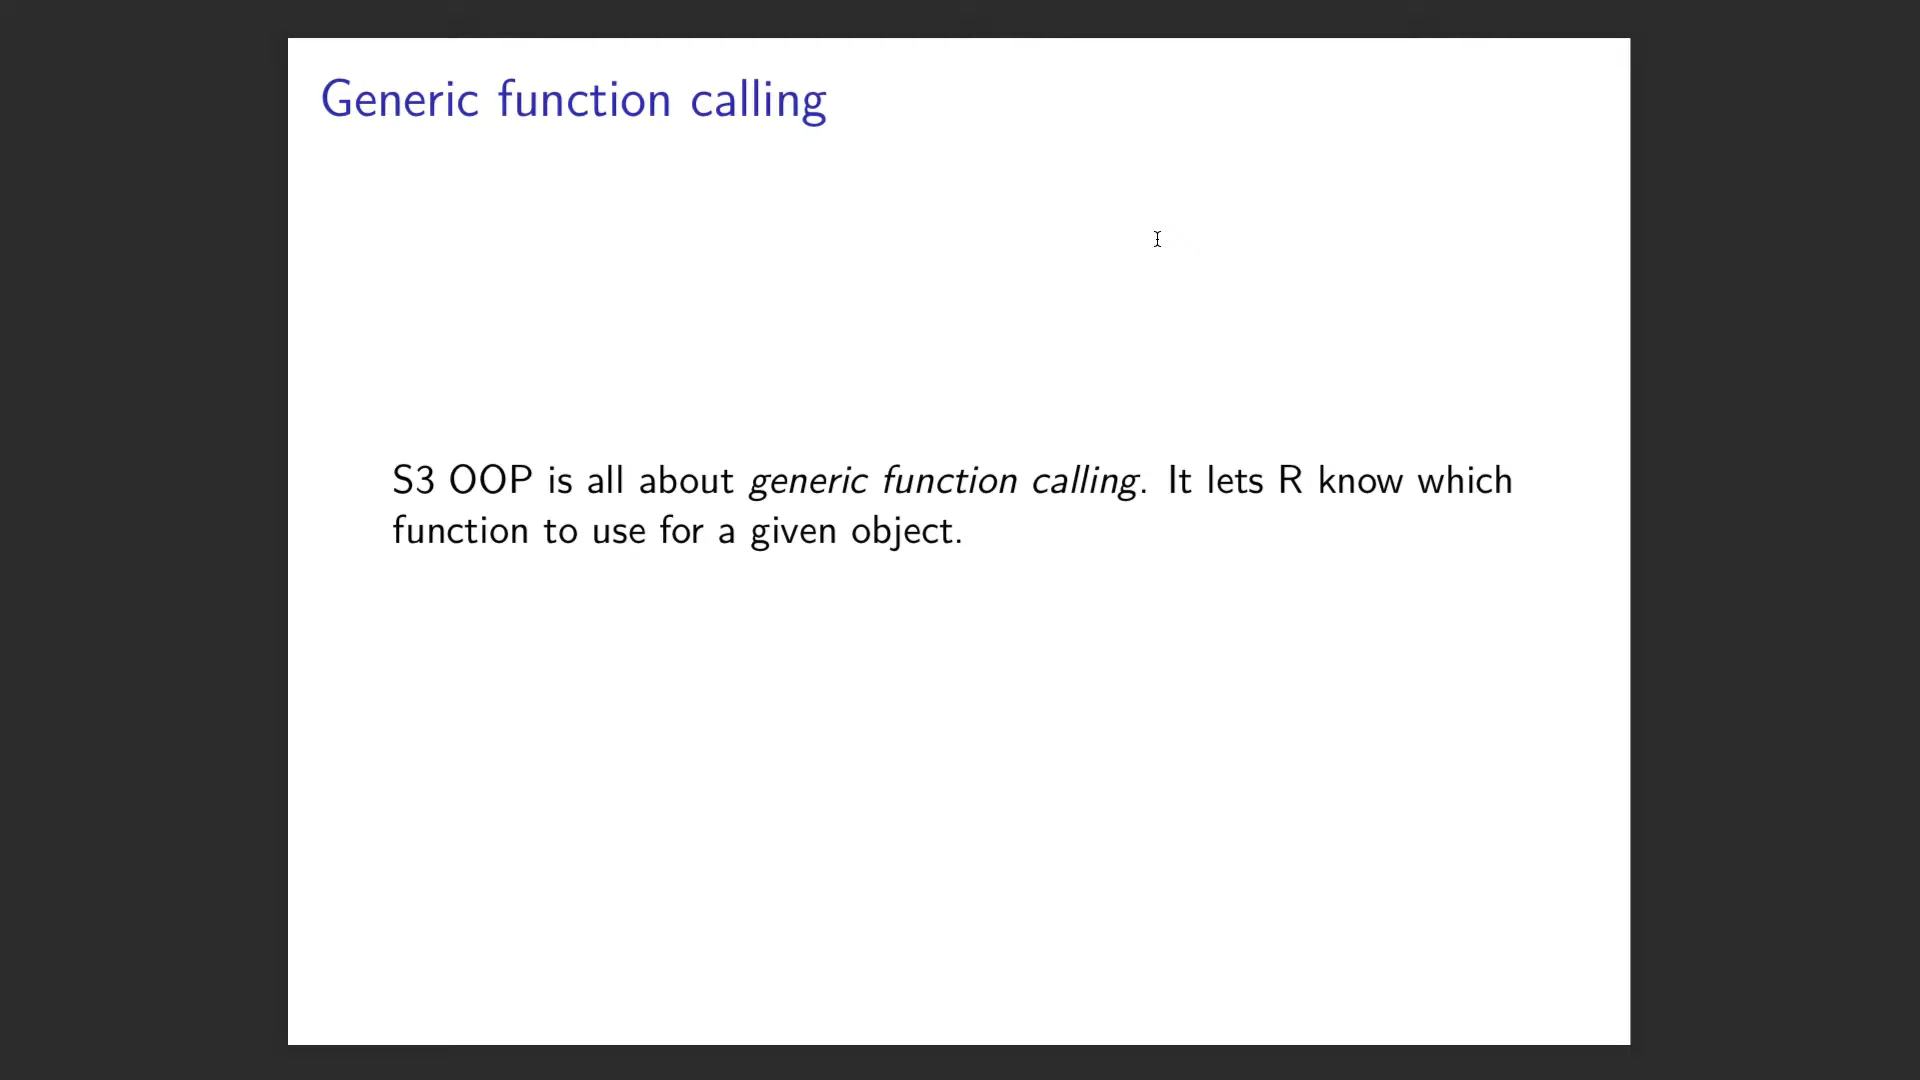 Generic function calling
S3 OOP is all about generic function calling. It lets R know which
function to use for a given object.